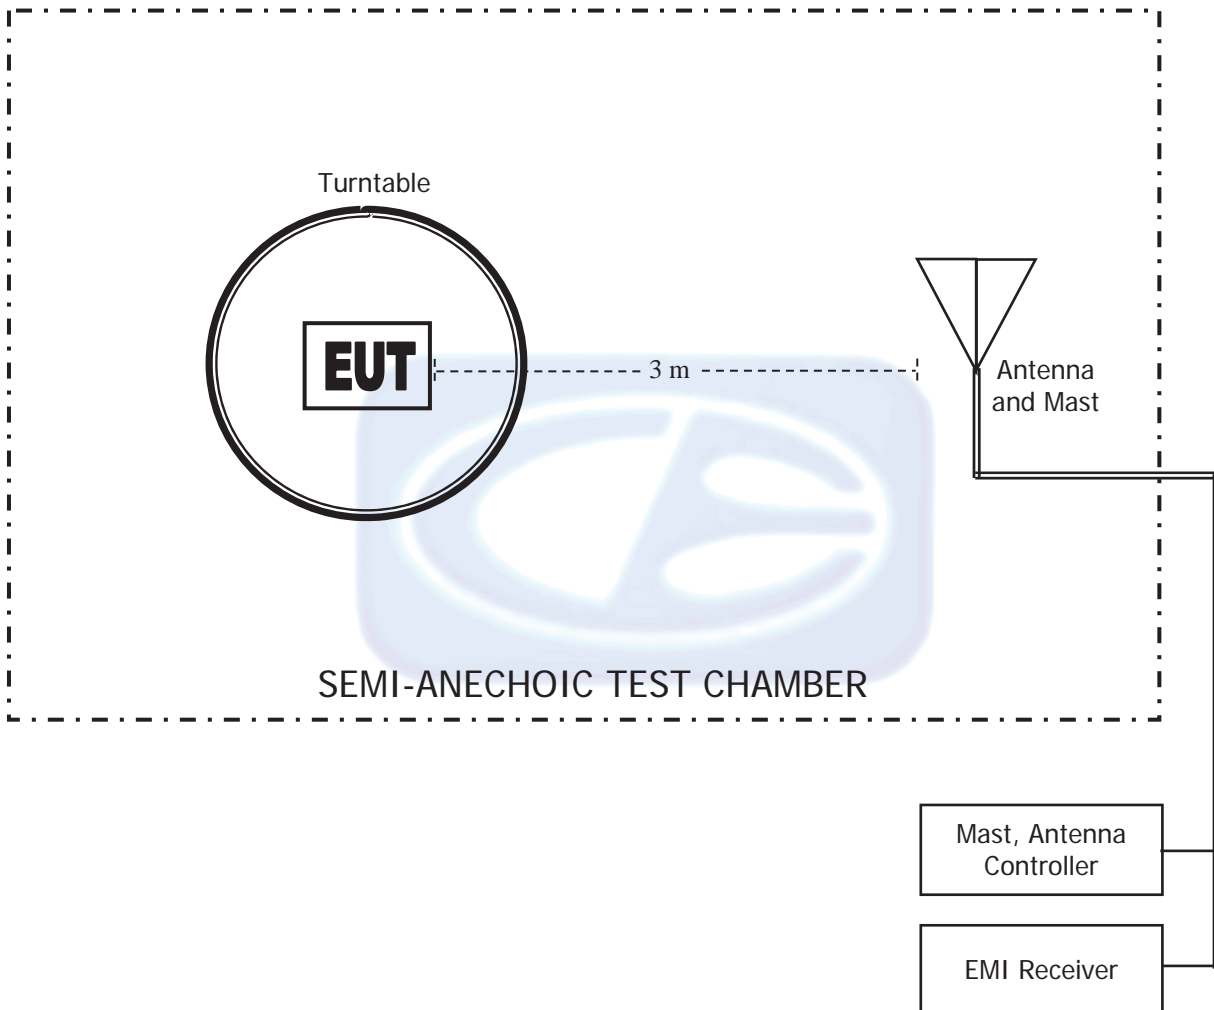 Turntable
EUT
3 m
Antenna
and Mast
SEMI-ANECHOIC TEST CHAMBER
Mast, Antenna
Controller
EMI Receiver